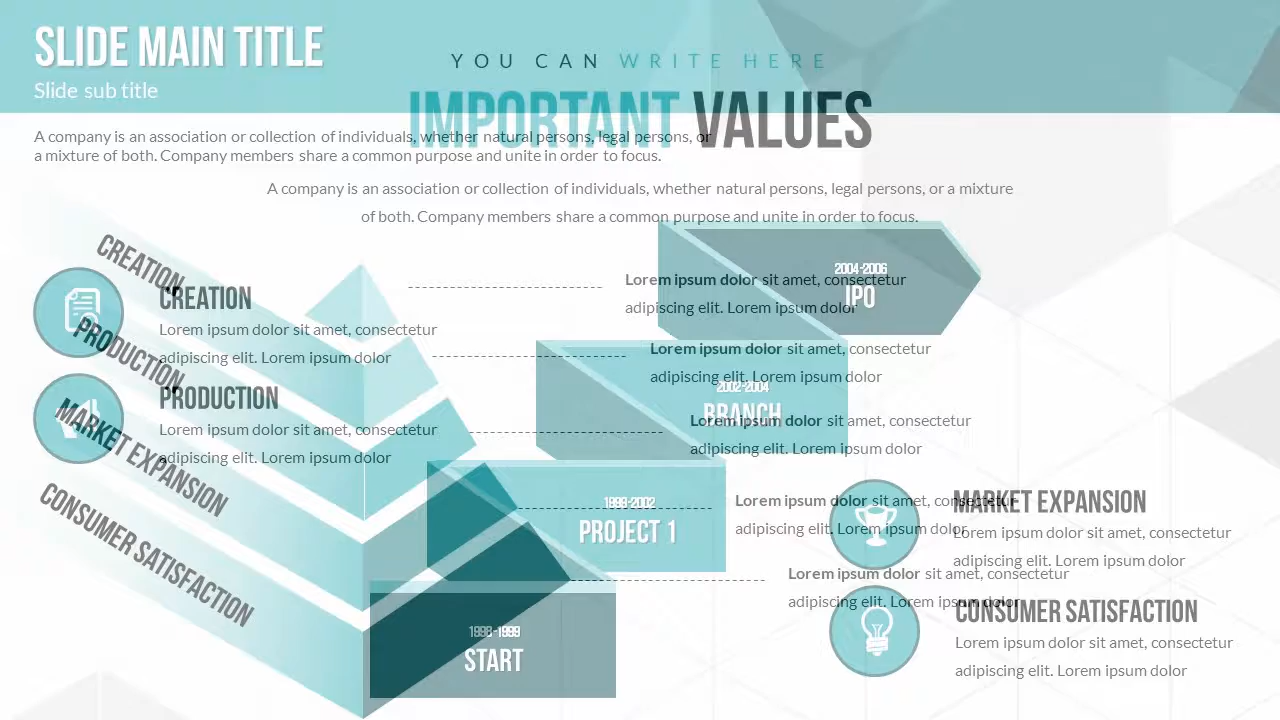 SLIDE MAIN TITLE
Slide sub title
YOU CAN WRITE HERE
IMPORTANT VALUES
A company is an association or collection of individuals, whether natural persons, legal persons, or
a mixture of both. Company members share a common purpose and unite in order to focus.
A company is an association or collection of individuals, whether natural persons, legal persons, or a mixture
of both. Company members share a common purpose and unite in order to focus.
CREATION
PRODUCTION
MARKET EXPANSION
CONSUMER SATISFACTION
CREATION
Lorem ipsum dolor sit amet, consectetur
adipiscing elit. Lorem ipsum dolor
PRODUCTION
Lorem ipsum dolor sit amet, consectetur
adipiscing elit. Lorem ipsum dolor
2004-2006
IPO
Lorem ipsum dolor sit amet, consectetur
adipiscing elit. Lorem ipsum dolor
Lorem ipsum dolor sit amet, consectetur
adipiscing elit. Lorem ipsum dolor
2002-2004
BRANCH
Lorem ipsum dolor sit amet, consectetur
adipiscing elit. Lorem ipsum dolor
1999-2002
PROJECT 1
Lorem ipsum dolor sit amet, consectetur
adipiscing elit. Lorem ipsum dolor
Lorem ipsum dolor sit amet, consectetur
adipiscing elit. Lorem ipsum dolor
1998-1999
START
MARKET EXPANSION
Lorem ipsum dolor sit amet, consectetur
adipiscing elit. Lorem ipsum dolor
CONSUMER SATISFACTION
Lorem ipsum dolor sit amet, consectetur
adipiscing elit. Lorem ipsum dolor